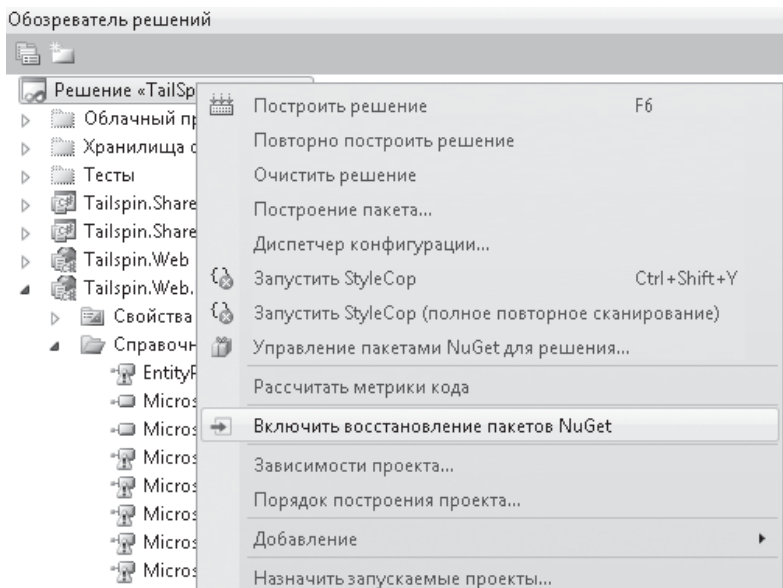 Обозреватель решений
Решение «TailSp
Облачный пр
Хранилища
Тесты
Tailspin.Share
Tailspin.Share
Tailspin.Web
Tailspin.Web.
Свойства
Справочн
EntityF
Micros
Micros
Micros
Micros
Micros
Micros
Micros
Построить решение F6
Повторно построить решение
Очистить решение
Построение пакета...
Диспетчер конфигурации...
Запустить StyleCop Ctrl+Shift+Y
Запустить StyleCop (полное повторное сканирование)
Управление пакетами NuGet для решения...
Рассчитать метрики кода
Включить восстановление пакетов NuGet
Зависимости проекта...
Порядок построения проекта...
Добавление
Назначить запускаемые проекты...